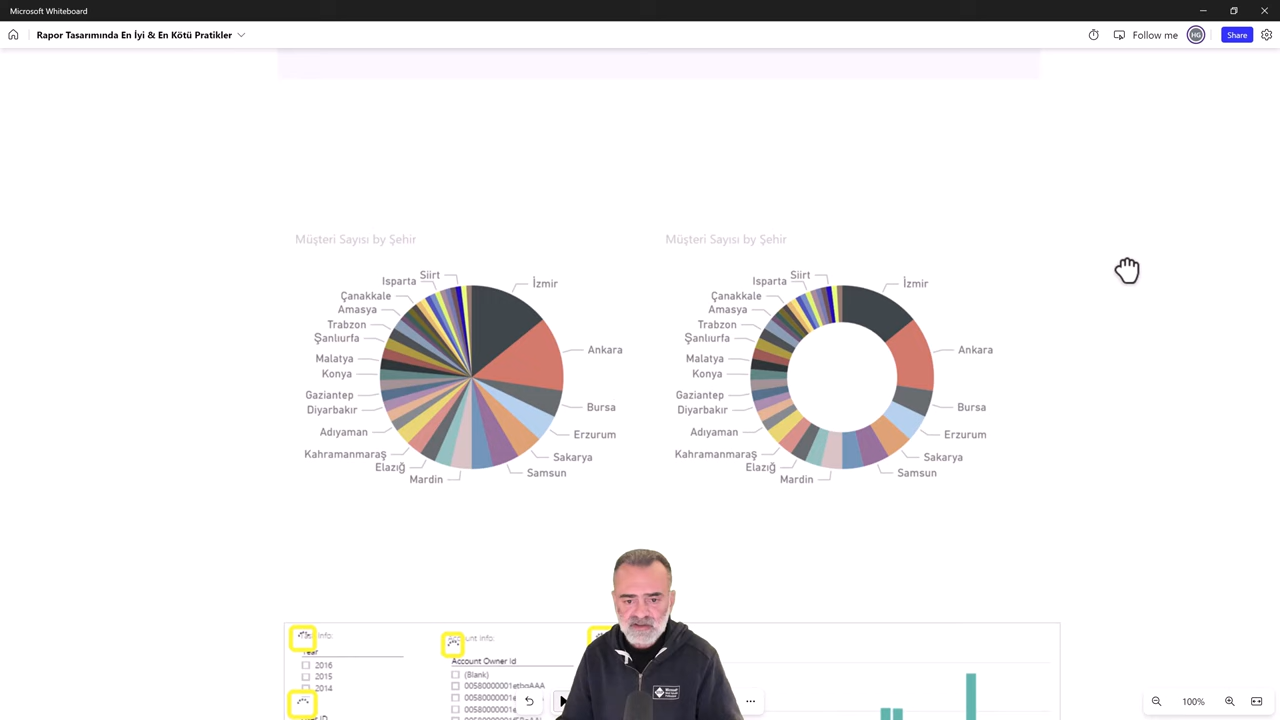 Microsoft Whiteboard
Rapor Tasarımında En İyi & En Kötü Pratikler
Follow me
HG
Share
Müşteri Sayısı by Şehir
Siirt
Isparta
İzmir
Çanakkale
Amasya
Trabzon
Şanlıurfa
Ankara
Malatya
Konya
Gaziantep
Bursa
Diyarbakır
Adıyaman
Erzurum
Kahramanmaraş
Sakarya
Elazığ
Samsun
Mardin
Müşteri Sayısı by Şehir
Siirt
Isparta
İzmir
Çanakkale
Amasya
Trabzon
Şanlıurfa
Ankara
Malatya
Konya
Gaziantep
Bursa
Diyarbakır
Adıyaman
Erzurum
Kahramanmaraş
Sakarya
Elazığ
Samsun
Mardin
Info:
Year
2016
2015
2014
Info:
Account Owner Id
(Blank)
Microsoft
100%